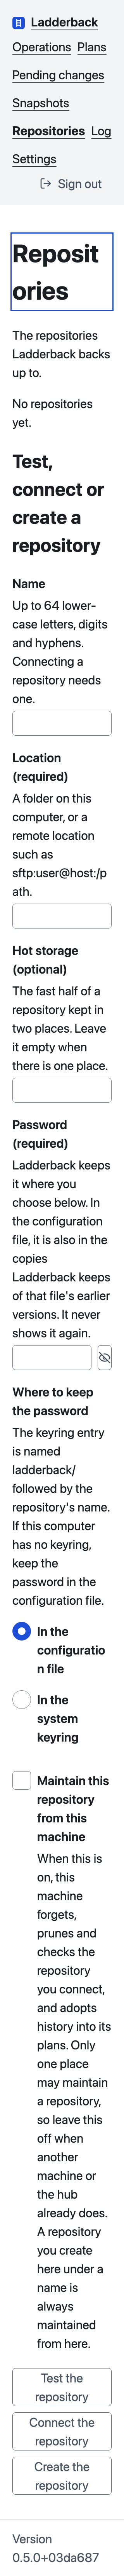 Ladderback
Operations Plans
Pending changes
Snapshots
Repositories Log
Settings
Sign out
Reposit
ories
The repositories
Ladderback backs
up to.
No repositories
yet.
Test,
connect or
create a
repository
Name
Up to 64 lower-
case letters, digits
and hyphens.
Connecting a
repository needs
one.
Location
(required)
A folder on this
computer, or a
remote location
such as
sftp:user@host:/p
ath.
Hot storage
(optional)
The fast half of a
repository kept in
two places. Leave
it empty when
there is one place.
Password
(required)
Ladderback keeps
it where you
choose below. In
the configuration
file, it is also in the
copies
Ladderback keeps
of that file's earlier
versions. It never
shows it again.
Where to keep
the password
The keyring entry
is named
ladderback/
followed by the
repository's name.
If this computer
has no keyring,
keep the
password in the
configuration file.
In the
configuratio
n file
In the
system
keyring
Maintain this
repository
from this
machine
When this is
on, this
machine
forgets,
prunes and
checks the
repository
you connect,
and adopts
history into its
plans. Only
one place
may maintain
a repository,
so leave this
off when
another
machine or
the hub
already does.
A repository
you create
here under a
name is
always
maintained
from here.
Test the
repository
Connect the
repository
Create the
repository
Version
0.5.0+03da687